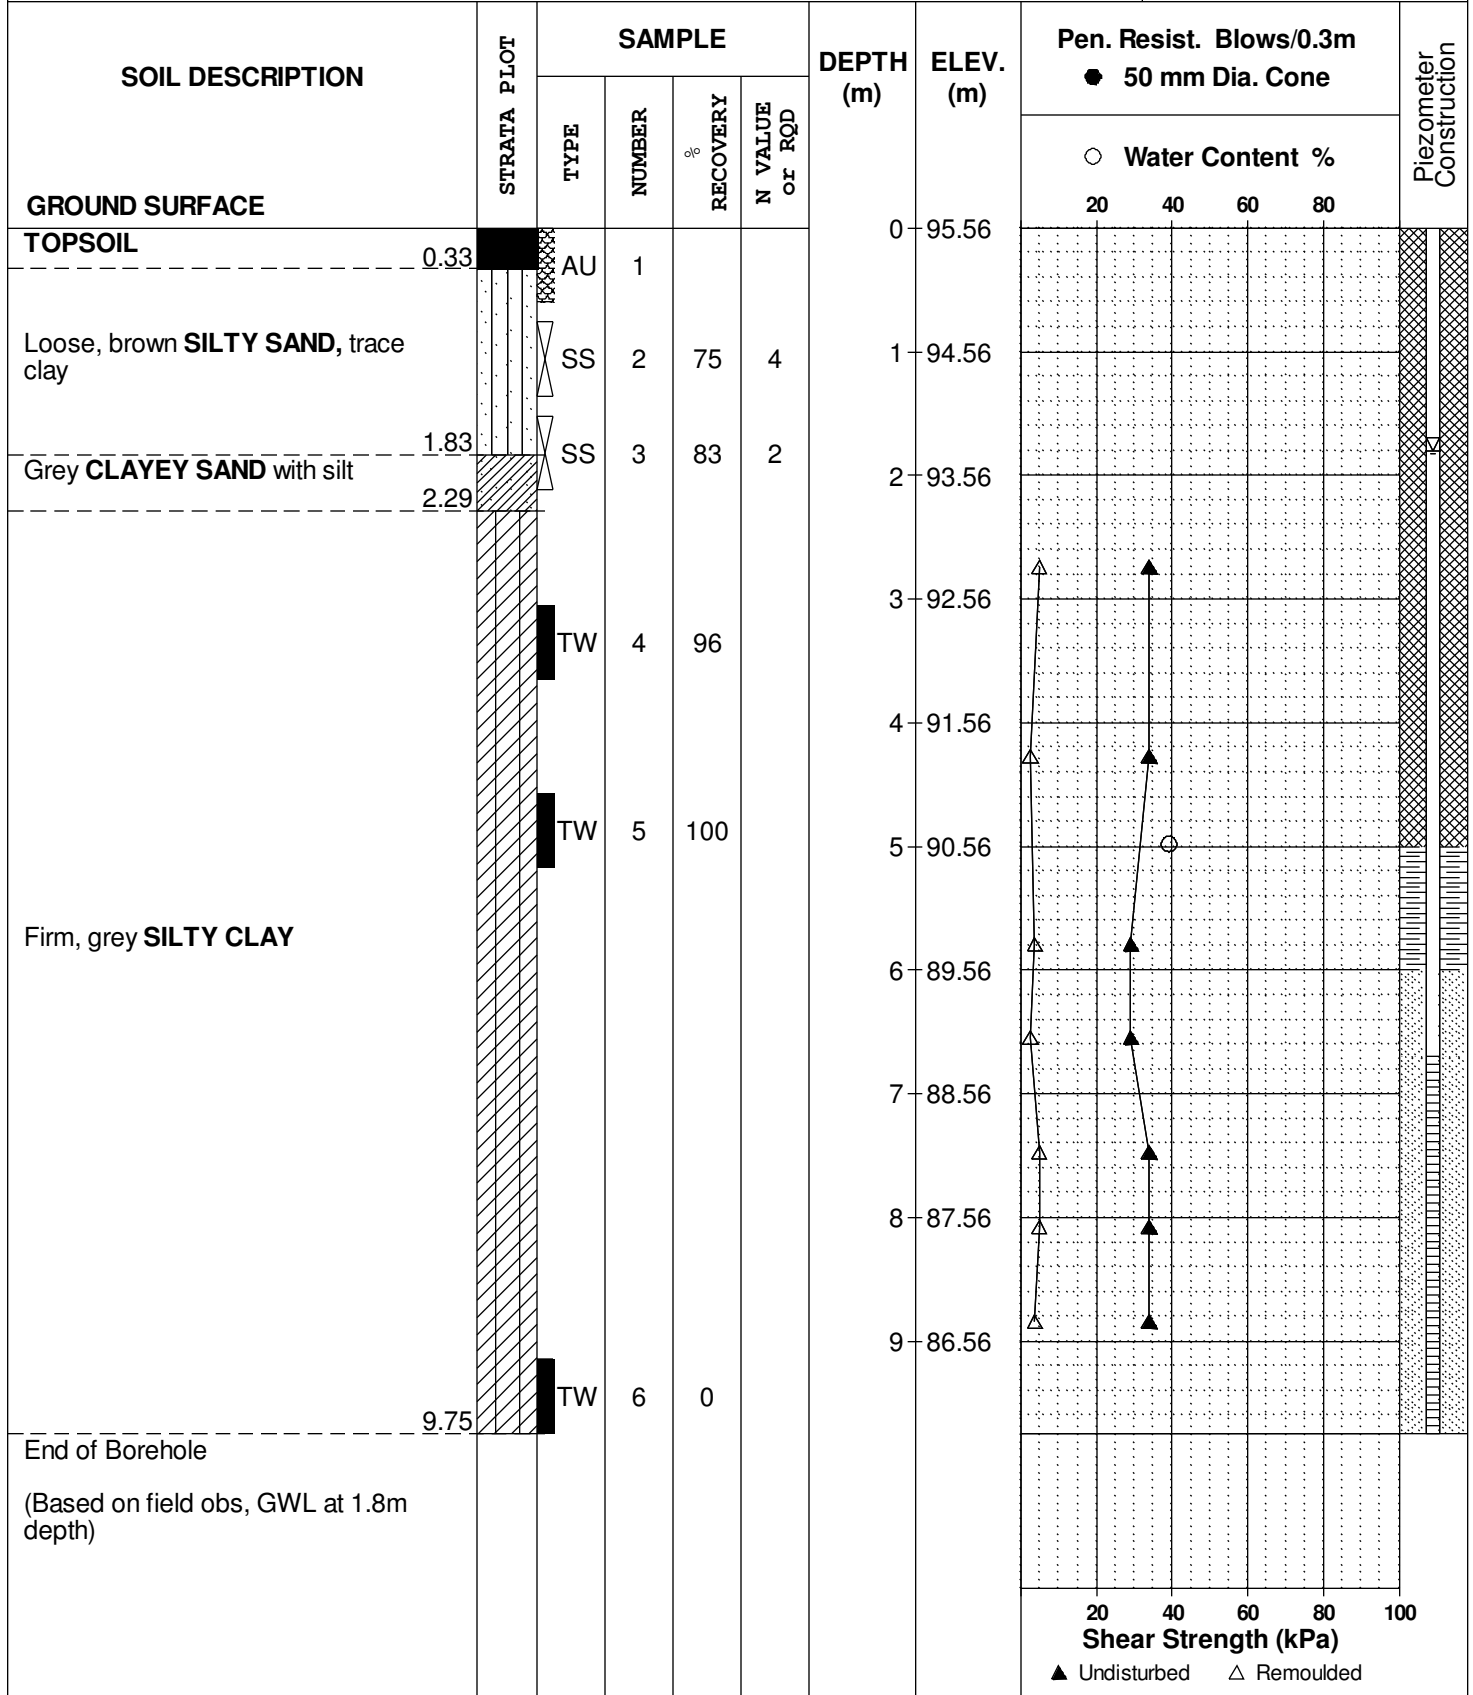 SOIL DESCRIPTION
GROUND SURFACE
STRATA PLOT
SAMPLE
TYPE
NUMBER
%
RECOVERY
N VALUE
or RQD
DEPTH
(m)
ELEV.
(m)
Pen. Resist. Blows/0.3m
50 mm Dia. Cone
Water Content %
20 40 60 80
Piezometer
Construction
TOPSOIL
0.33
AU 1
0 95.56
Loose, brown SILTY SAND, trace
clay
SS 2 75 4
1 94.56
1.83
SS 3 83 2
Grey CLAYEY SAND with silt
2 93.56
2.29
3 92.56
TW 4 96
4 91.56
TW 5 100
5 90.56
Firm, grey SILTY CLAY
6 89.56
7 88.56
8 87.56
9 86.56
TW 6 0
9.75
End of Borehole
(Based on field obs, GWL at 1.8m
depth)
20 40 60 80 100
Shear Strength (kPa)
Undisturbed Remoulded